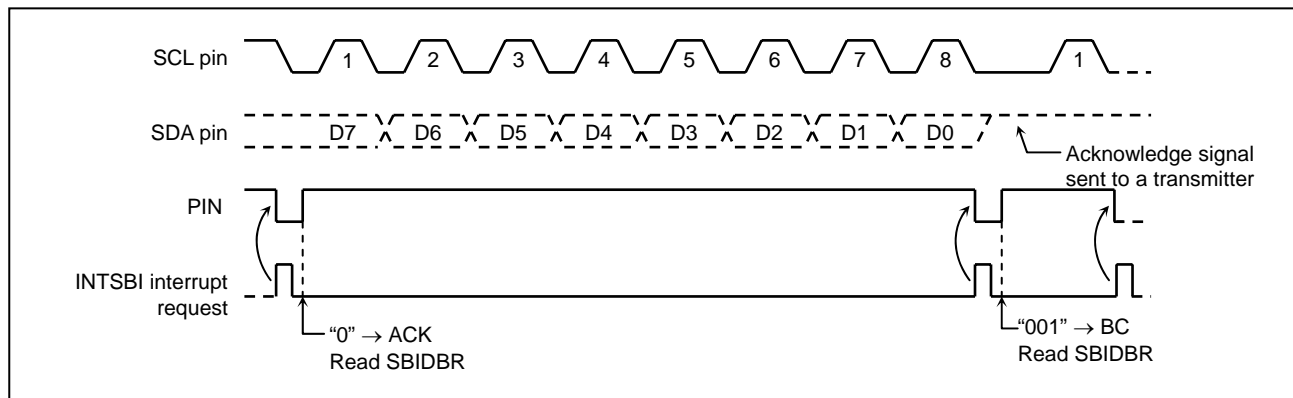 SCL pin
1 2 3 4 5 6 7 8 1
SDA pin
D7 D6 D5 D4 D3 D2 D1 D0
Acknowledge signal
sent to a transmitter
PIN
INTSBI interrupt
request
“0” → ACK
Read SBIDBR
“001” → BC
Read SBIDBR